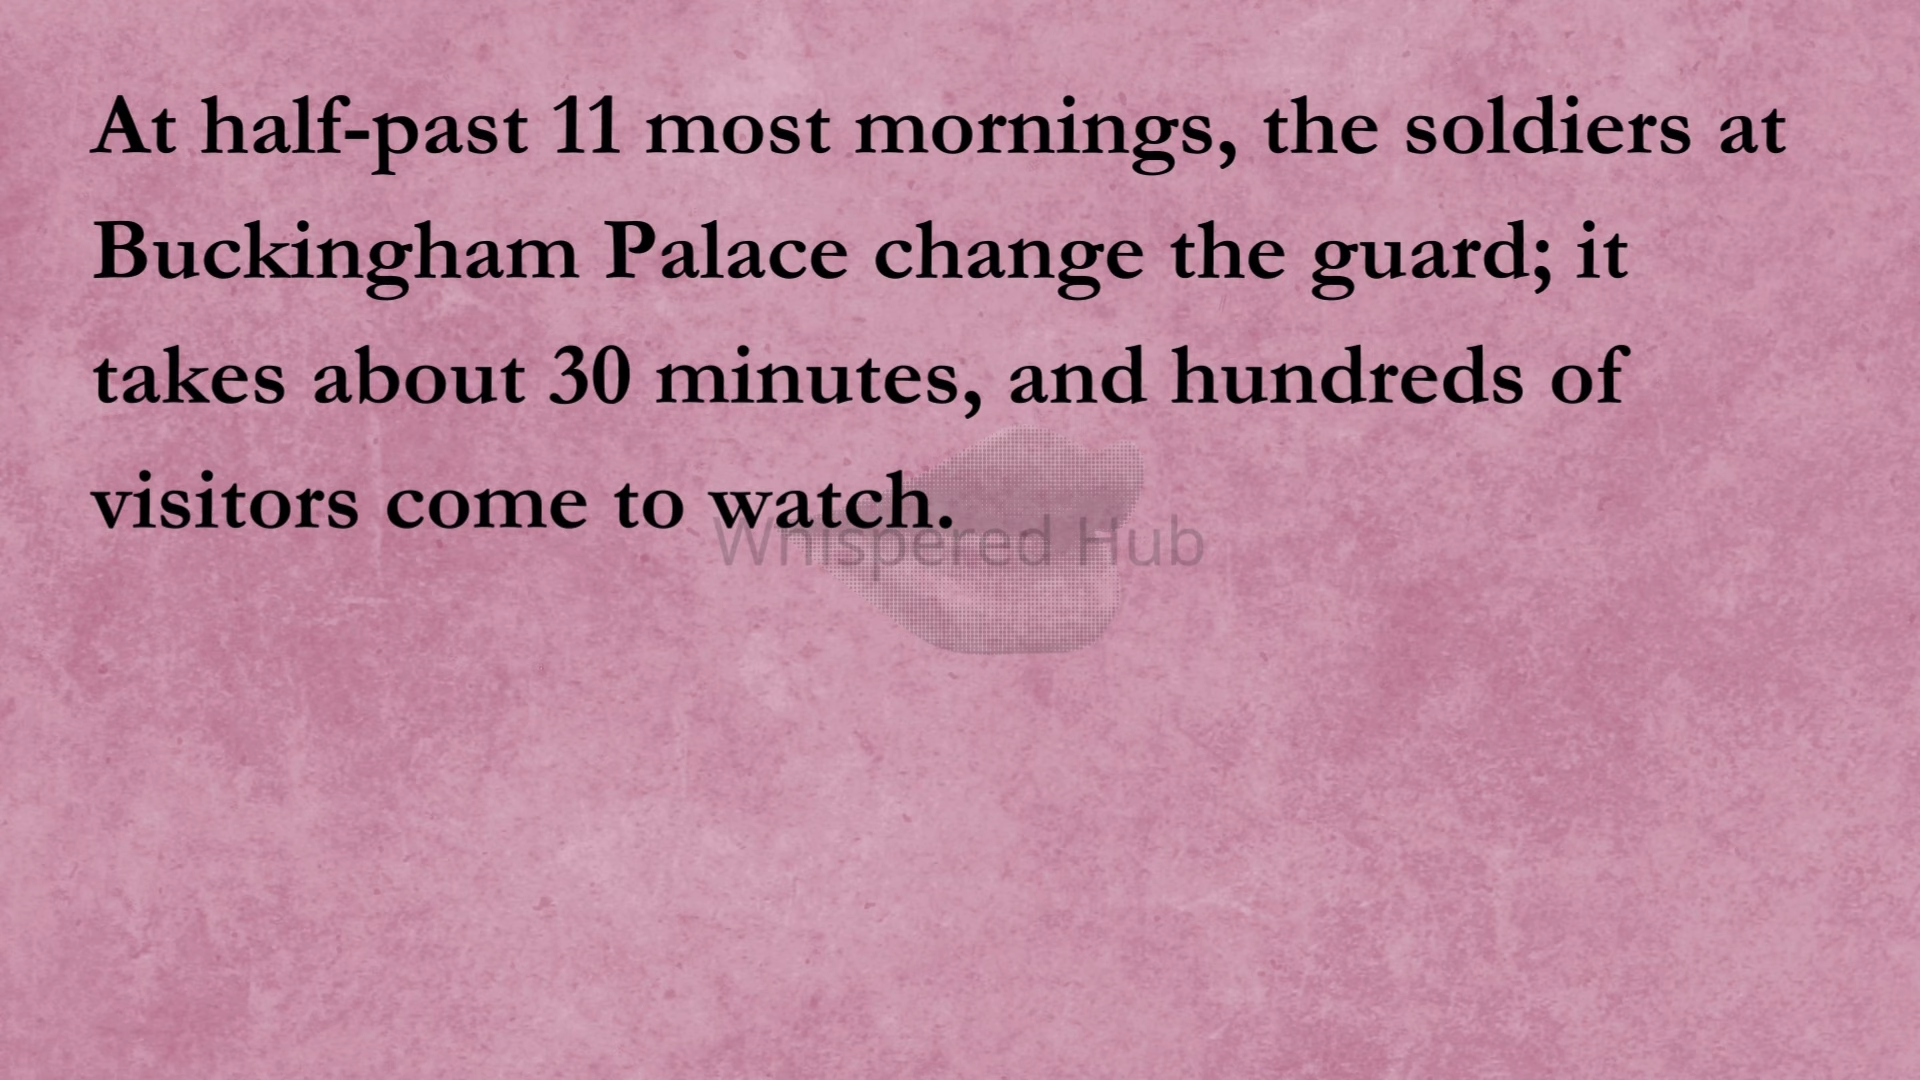 At half-past 11 most mornings, the soldiers at
Buckingham Palace change the guard; it
takes about 30 minutes, and hundreds of
visitors come to watch.
Whispered Hub